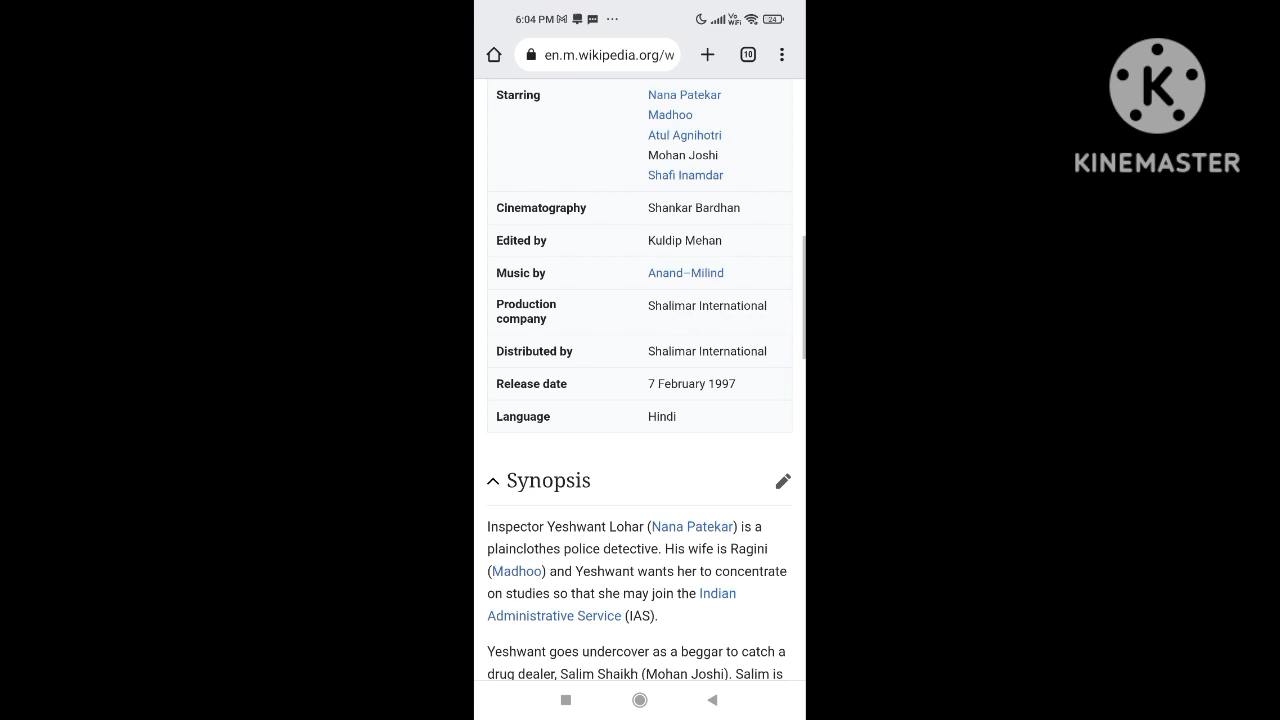 6:04 PM
Vo
WiFi
24
en.m.wikipedia.org/w
10
K
KINEMASTER
Starring
Nana Patekar
Madhoo
Atul Agnihotri
Mohan Joshi
Shafi Inamdar
Cinematography Shankar Bardhan
Edited by Kuldip Mehan
Music by Anand–Milind
Production
company
Shalimar International
Distributed by Shalimar International
Release date 7 February 1997
Language Hindi
Synopsis
Inspector Yeshwant Lohar (Nana Patekar) is a
plainclothes police detective. His wife is Ragini
(Madhoo) and Yeshwant wants her to concentrate
on studies so that she may join the Indian
Administrative Service (IAS).
Yeshwant goes undercover as a beggar to catch a
drug dealer, Salim Shaikh (Mohan Joshi). Salim is